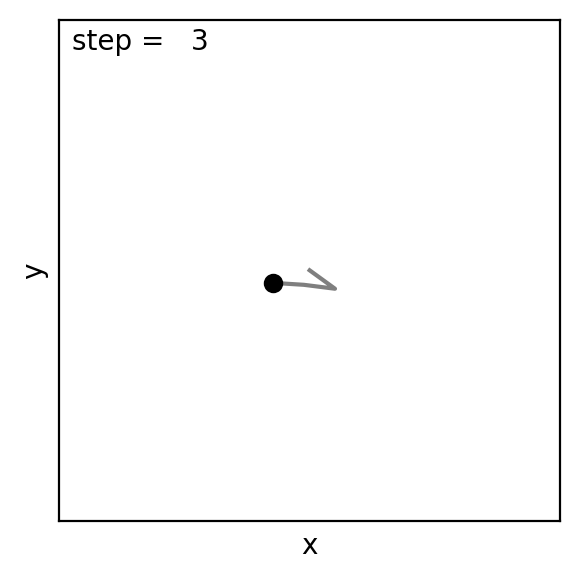 step =   3
y
x